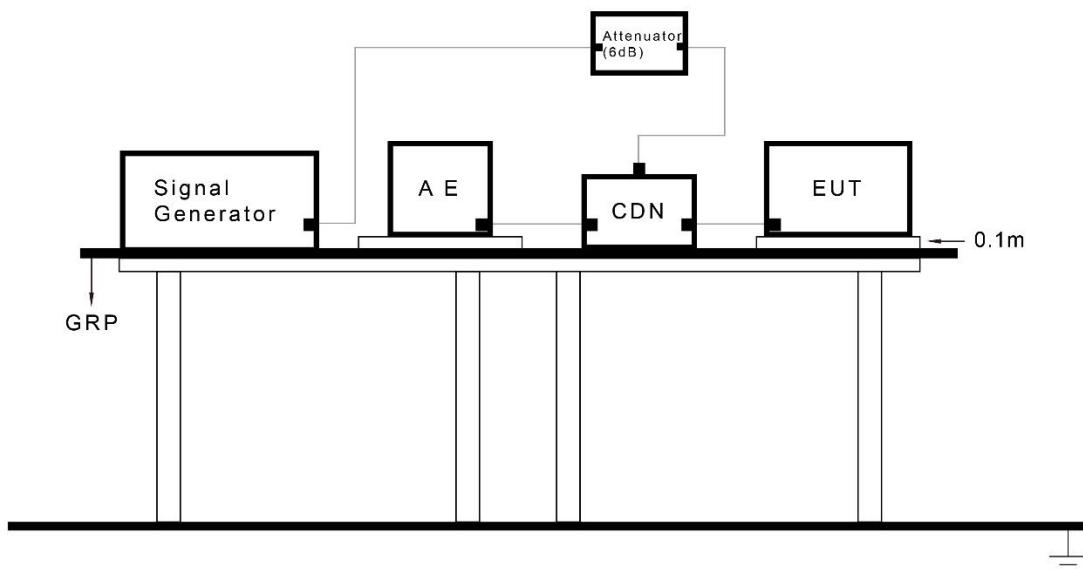 Attenuator
(6dB)
Signal
Generator
A E
CDN
EUT
0.1m
GRP